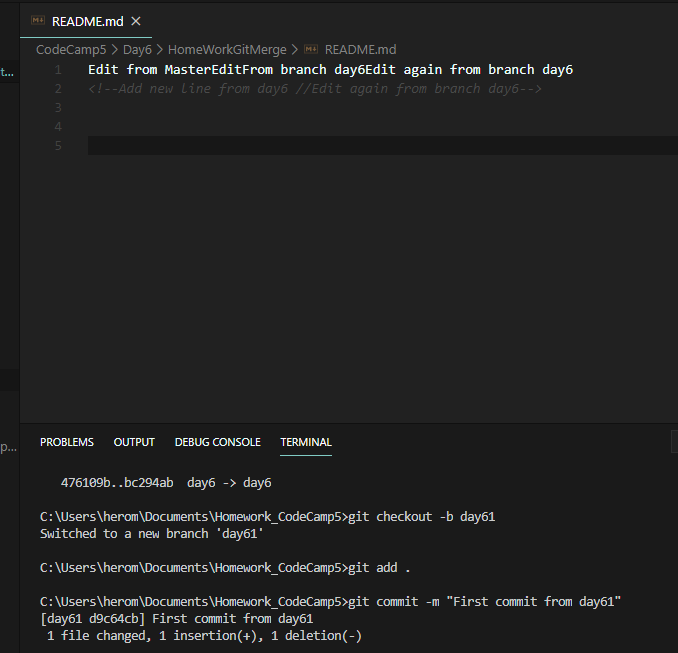 README.md
CodeCamp5 > Day6 > HomeWorkGitMerge > README.md
t...
1 Edit from MasterEditFrom branch day6Edit again from branch day6
2 <!--Add new line from day6 //Edit again from branch day6-->
3
4
5
p...
PROBLEMS OUTPUT DEBUG CONSOLE TERMINAL
476109b..bc294ab  day6 -> day6
C:\Users\herom\Documents\Homework_CodeCamp5>git checkout -b day61
Switched to a new branch 'day61'
C:\Users\herom\Documents\Homework_CodeCamp5>git add .
C:\Users\herom\Documents\Homework_CodeCamp5>git commit -m "First commit from day61"
[day61 d9c64cb] First commit from day61
1 file changed, 1 insertion(+), 1 deletion(-)